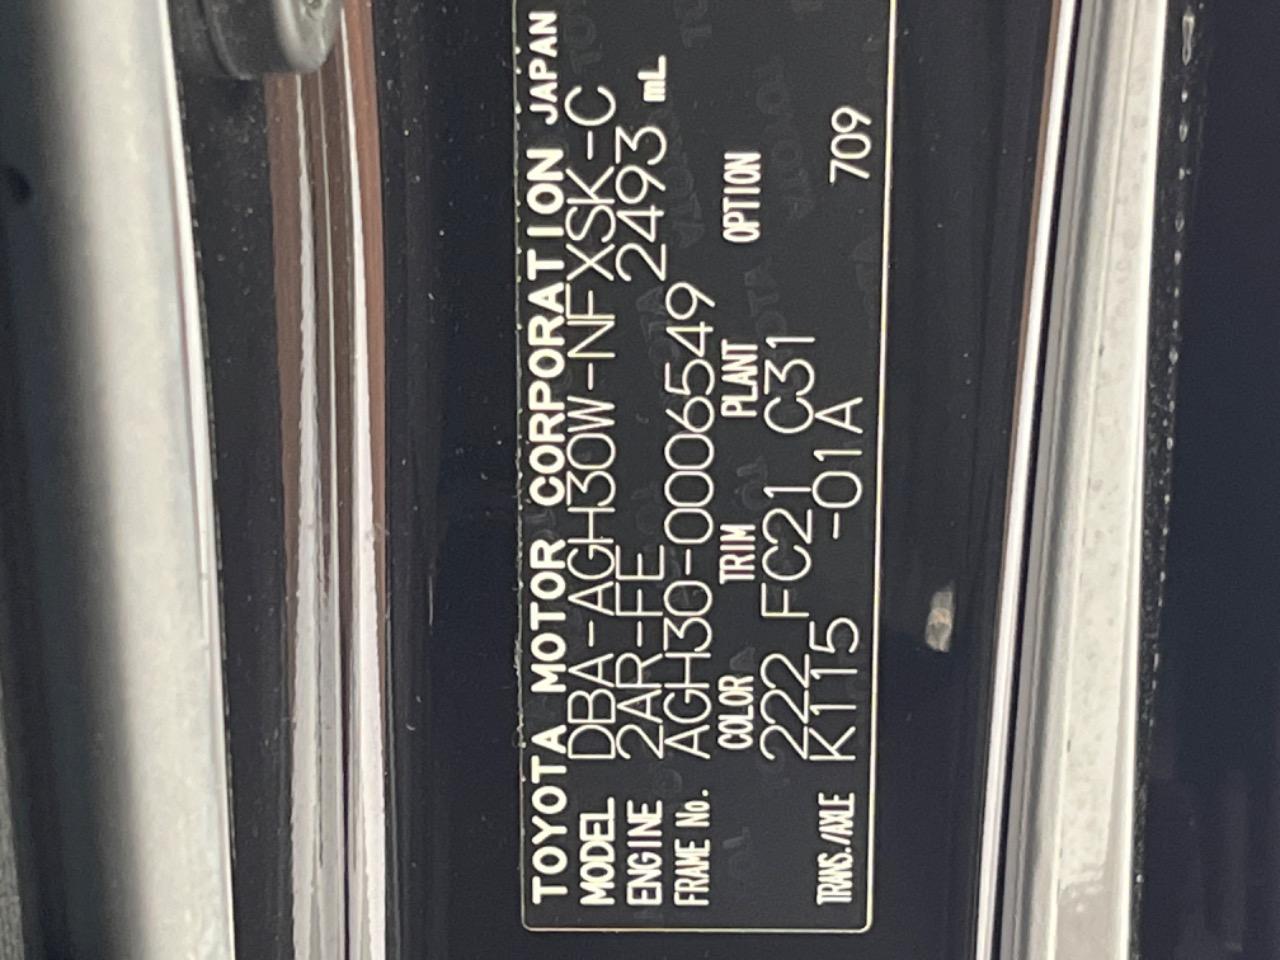 TOYOTA MOTOR CORPORATION JAPAN
MODEL DBA-AGH30W-NFXSK-C
ENGINE 2AR-FE 2493 mL
FRAME No. AGH30-0006549
COLOR TRIM PLANT OPTION
222 FC21 C31
TRANS./AXLE K115 -01A 709